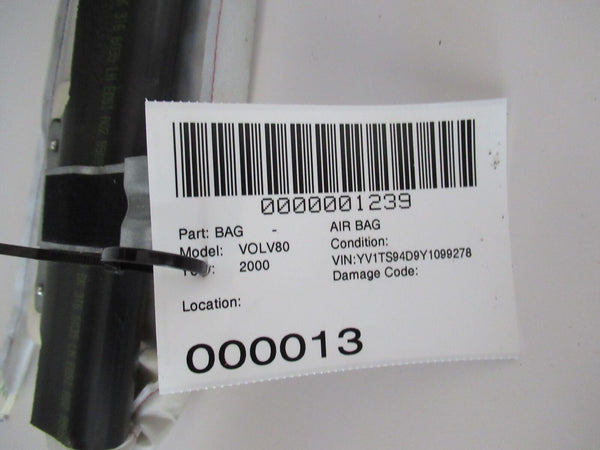 0000001239
Part: BAG - AIR BAG
Model: VOLV80 Condition:
2000 VIN:YV1TS94D9Y1099278
Damage Code:
Location:
000013